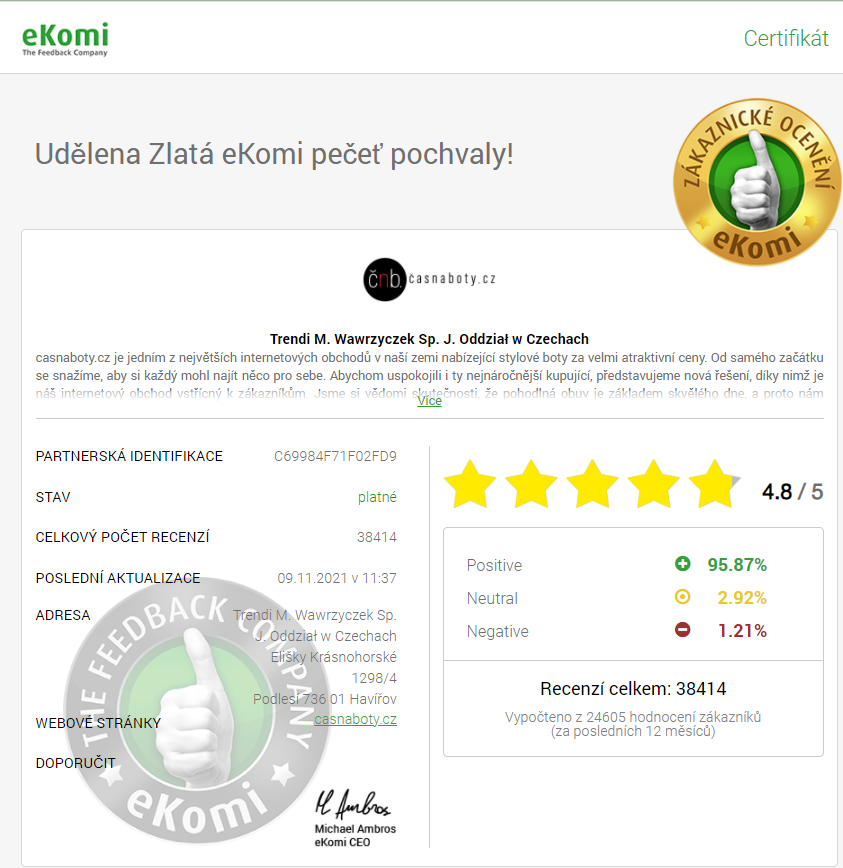 eKomi
The Feedback Company
Certifikát
Udělena Zlatá eKomi pečeť pochvaly!
ZÁKAZNICKÉ OCENĚNÍ
eKomi
čnb.
časnaboty.cz
Trendi M. Wawrzyczek Sp. J. Oddział w Czechach
casnaboty.cz je jedním z největších internetových obchodů v naší zemi nabízející stylové boty za velmi atraktivní ceny. Od samého začátku
se snažíme, aby si každý mohl najít něco pro sebe. Abychom uspokojili i ty nejnáročnější kupující, představujeme nová řešení, díky nimž je
náš internetový obchod vstřícný k zákazníkům. Jsme si vědomi skutečnosti, že pohodlná obuv je základem skvělého dne, a proto nám
Více
PARTNERSKÁ IDENTIFIKACE C69984F71F02FD9
STAV platné
CELKOVÝ POČET RECENZÍ 38414
POSLEDNÍ AKTUALIZACE 09.11.2021 v 11:37
ADRESA Trendi M. Wawrzyczek Sp.
J. Oddział w Czechach
Elišky Krásnohorské
1298/4
Podlesí 736 01 Havířov
WEBOVÉ STRÁNKY casnaboty.cz
DOPORUČIT
THE FEEDBACK COMPANY
eKomi
M Ambros
Michael Ambros
eKomi CEO
4.8 / 5
Positive 95.87%
Neutral 2.92%
Negative 1.21%
Recenzí celkem: 38414
Vypočteno z 24605 hodnocení zákazníků
(za posledních 12 měsíců)